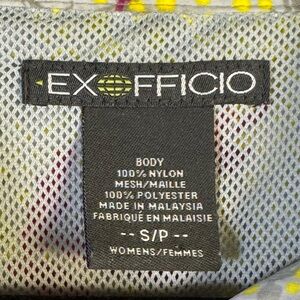 EXOFFICIO
BODY
100% NYLON
MESH/MAILLE
100% POLYESTER
MADE IN MALAYSIA
FABRIQUÉ EN MALAISIE
-- S/P --
WOMENS/FEMMES